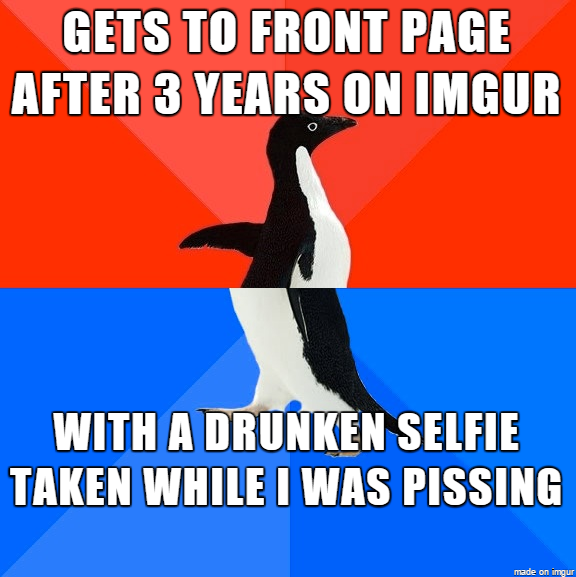 GETS TO FRONT PAGE
AFTER 3 YEARS ON IMGUR
WITH A DRUNKEN SELFIE
TAKEN WHILE I WAS PISSING
made on imgur